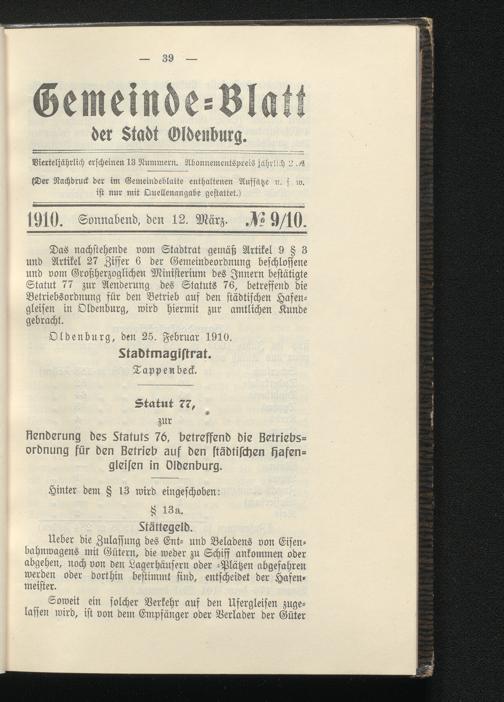 — 39 —
Gemeinde=Blatt
der Stadt Oldenburg.
Vierteljährlich erscheinen 13 Nummern. Abonnementspreis jährlich 2 ℳ
(Der Nachdruck der im Gemeindeblatte enthaltenen Aufsätze u. s. w.
ist nur mit Quellenangabe gestattet.)
1910. Sonnabend, den 12. März. № 9/10.
Das nachstehende vom Stadtrat gemäß Artikel 9 § 3
und Artikel 27 Ziffer 6 der Gemeindeordnung beschlossene
und vom Großherzoglichen Ministerium des Innern bestätigte
Statut 77 zur Aenderung des Statuts 76, betreffend die
Betriebsordnung für den Betrieb auf den städtischen Hafen=
gleisen in Oldenburg, wird hiermit zur amtlichen Kunde
gebracht.
Oldenburg, den 25. Februar 1910.
Stadtmagistrat.
Tappenbeck.
Statut 77,
zur
Aenderung des Statuts 76, betreffend die Betriebs=
ordnung für den Betrieb auf den städtischen Hafen=
gleisen in Oldenburg.
Hinter dem § 13 wird eingeschoben:
§ 13a.
Stättegeld.
Ueber die Zulassung des Ent= und Beladens von Eisen=
bahnwagens mit Gütern, die weder zu Schiff ankommen oder
abgehen, noch von den Lagerhäusern oder =Plätzen abgefahren
werden oder dorthin bestimmt sind, entscheidet der Hafen=
meister.
Soweit ein solcher Verkehr auf den Ufergleisen zuge=
lassen wird, ist von dem Empfänger oder Verlader der Güter